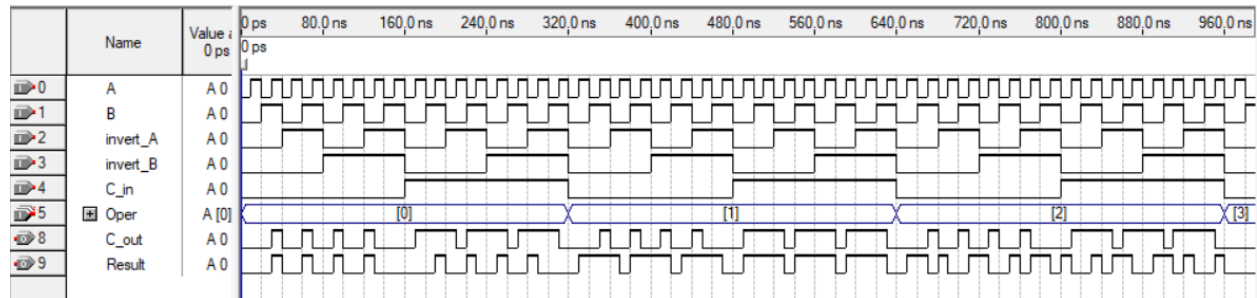 Name
Value a
0 ps
0 ps 80.0 ns 160.0 ns 240.0 ns 320.0 ns 400.0 ns 480.0 ns 560.0 ns 640.0 ns 720.0 ns 800.0 ns 880.0 ns 960.0 ns
0 ps
0 A A 0
1 B A 0
2 invert_A A 0
3 invert_B A 0
4 C_in A 0
5 Oper A [0] [0] [1] [2] [3]
8 C_out A 0
9 Result A 0